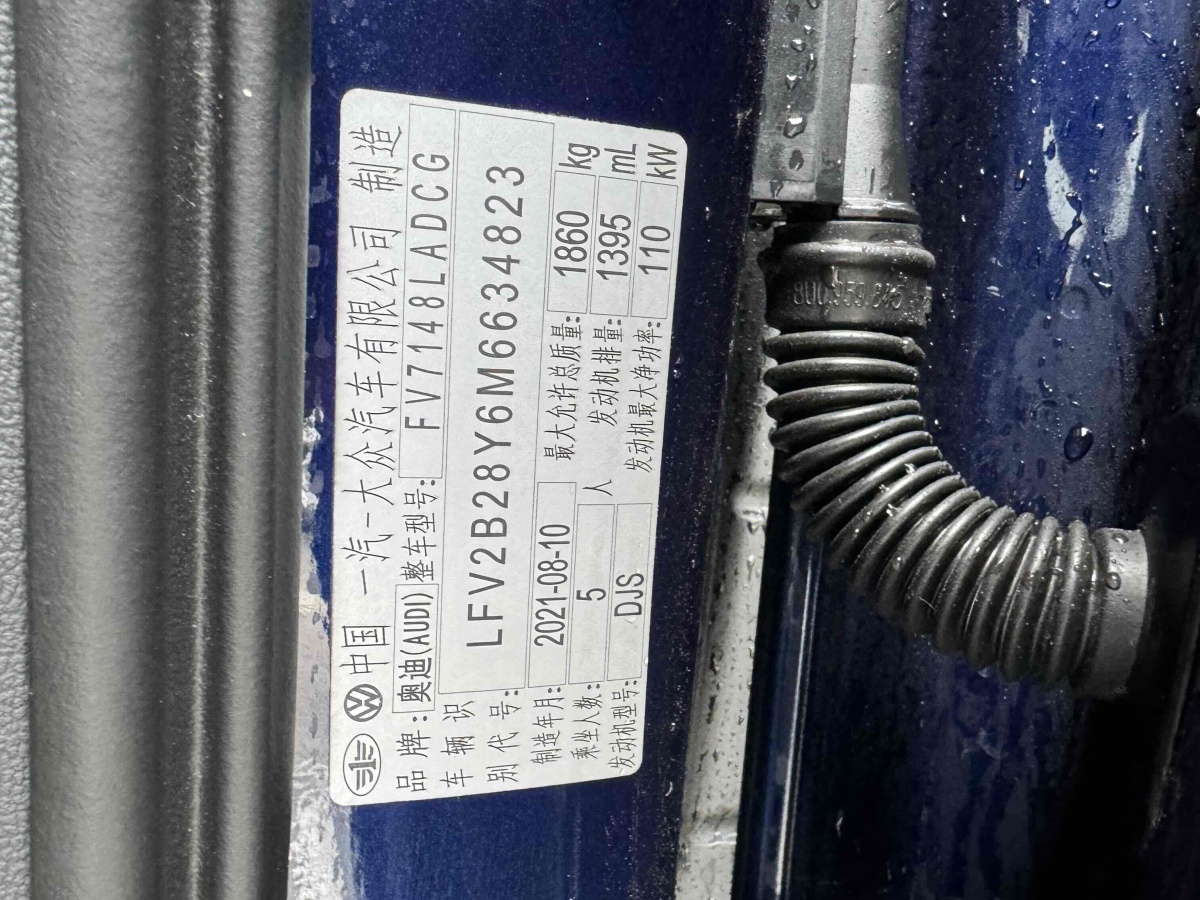 中国 一汽-大众汽车有限公司 制造
品牌: 奥迪(AUDI) 整车型号: FV7148LADCG
车辆识别代号: LFV2B28Y6M6634823
制造年月: 2021-08-10 最大允许总质量: 1860 kg
乘坐人数: 5 人 发动机排量: 1395 mL
发动机型号: DJS 发动机最大净功率: 110 kW
8U0.959.845